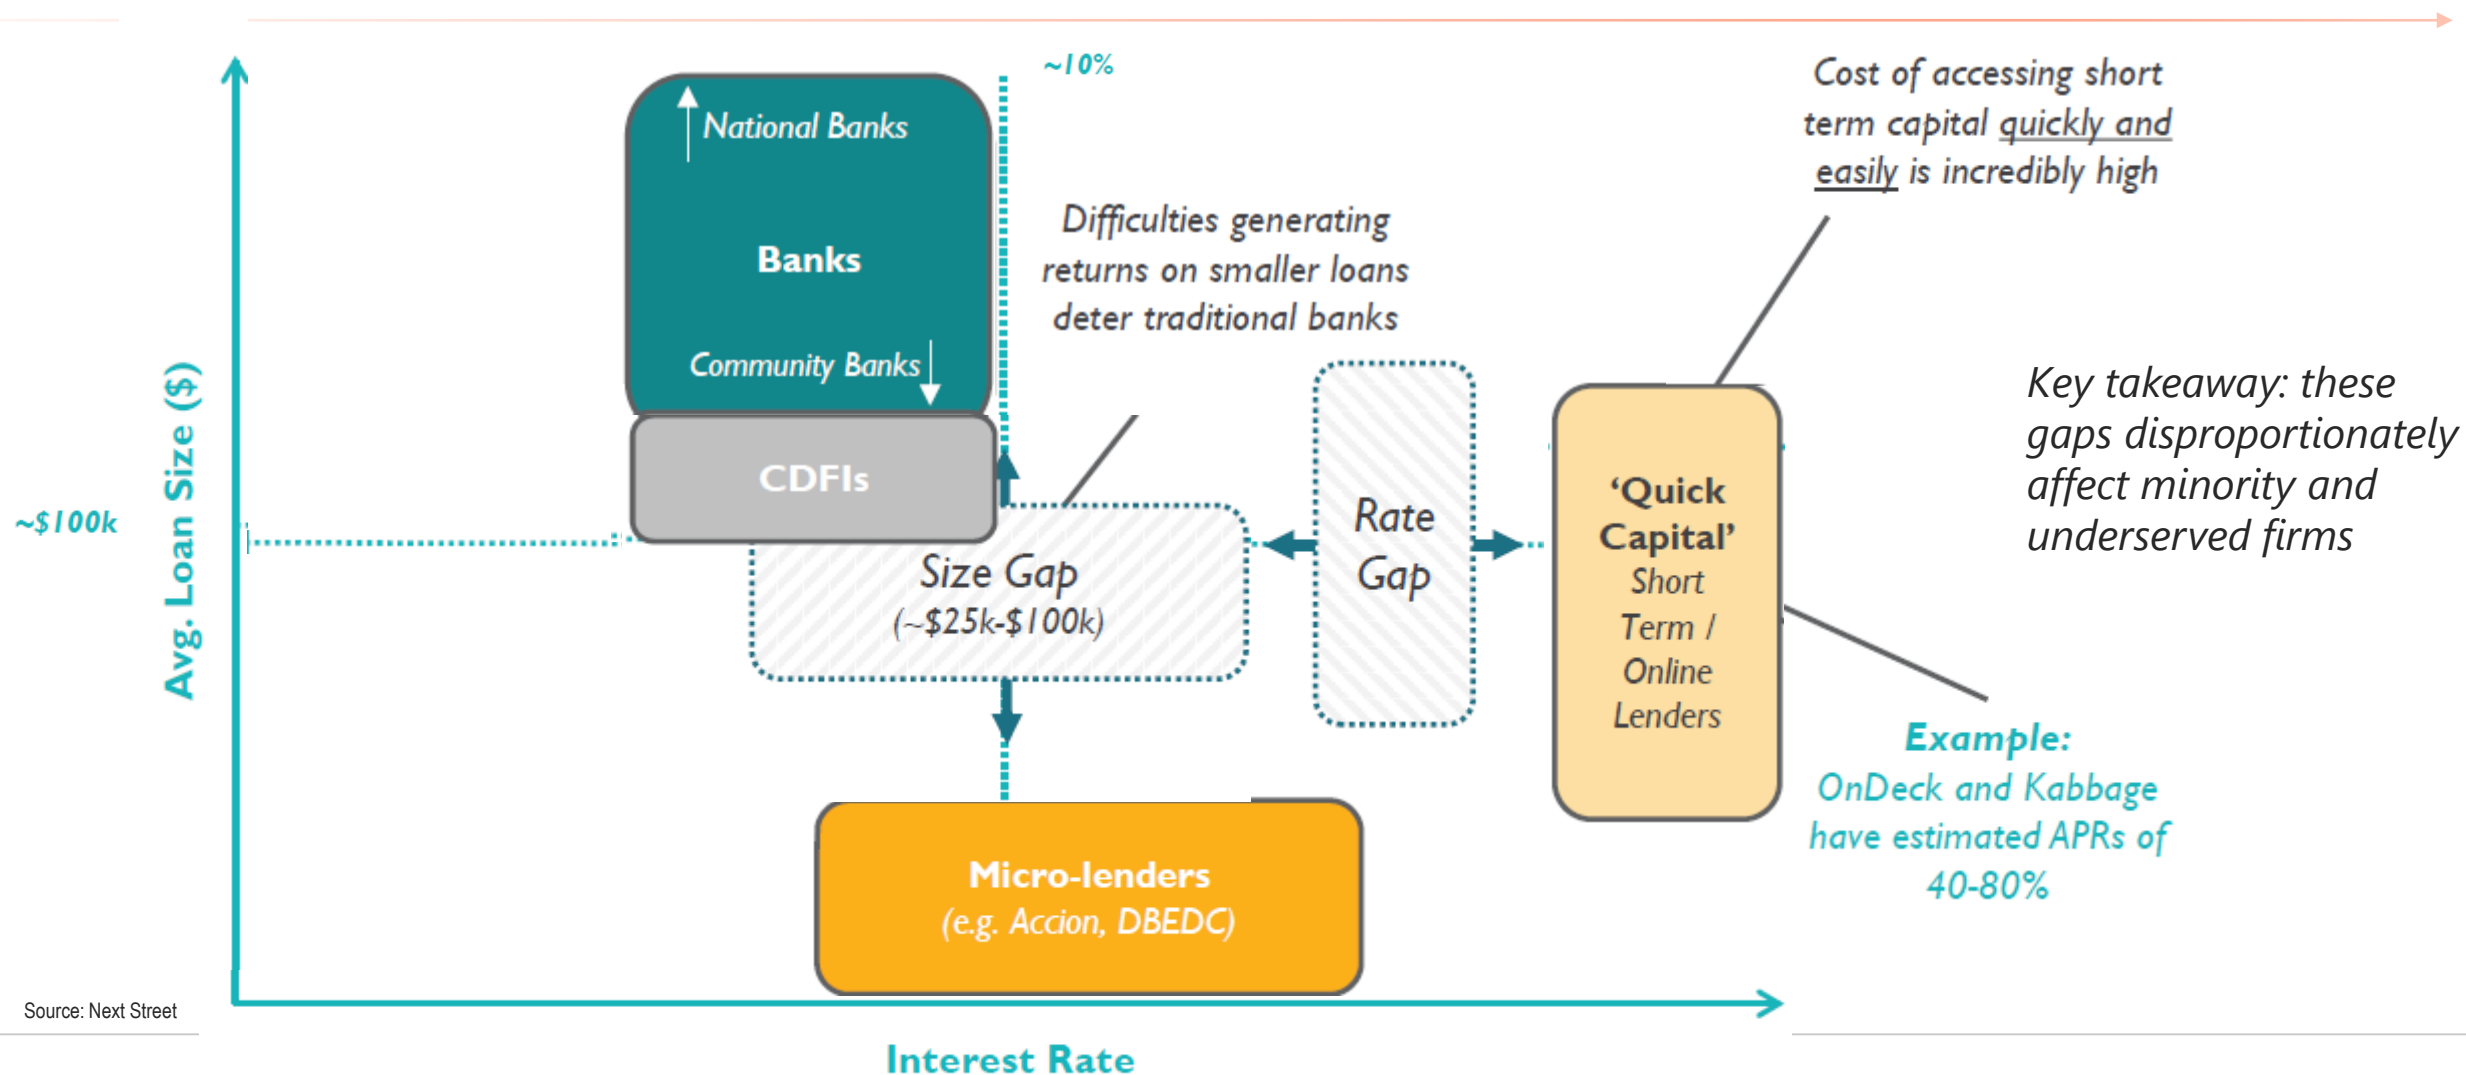 ~10%
National Banks
Banks
Community Banks
CDFIs
Difficulties generating
returns on smaller loans
deter traditional banks
Cost of accessing short
term capital quickly and
easily is incredibly high
Key takeaway: these
gaps disproportionately
affect minority and
underserved firms
Avg. Loan Size ($)
~$100k
Size Gap
(~$25k-$100k)
Rate
Gap
‘Quick
Capital’
Short
Term /
Online
Lenders
Example:
OnDeck and Kabbage
have estimated APRs of
40-80%
Micro-lenders
(e.g. Accion, DBEDC)
Source: Next Street
Interest Rate